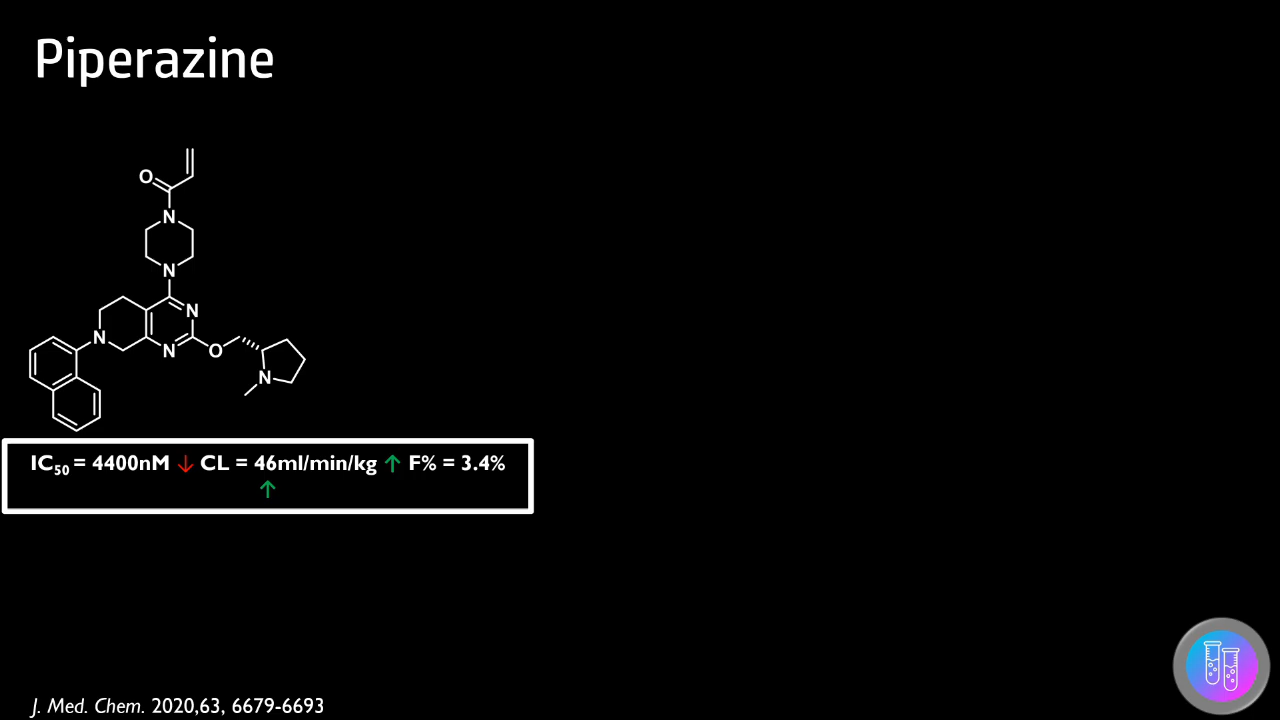 Piperazine
O
N
N
N
N
N
O
N
IC₅₀ = 4400nM ↓ CL = 46ml/min/kg ↑ F% = 3.4%
↑
J. Med. Chem. 2020,63, 6679-6693